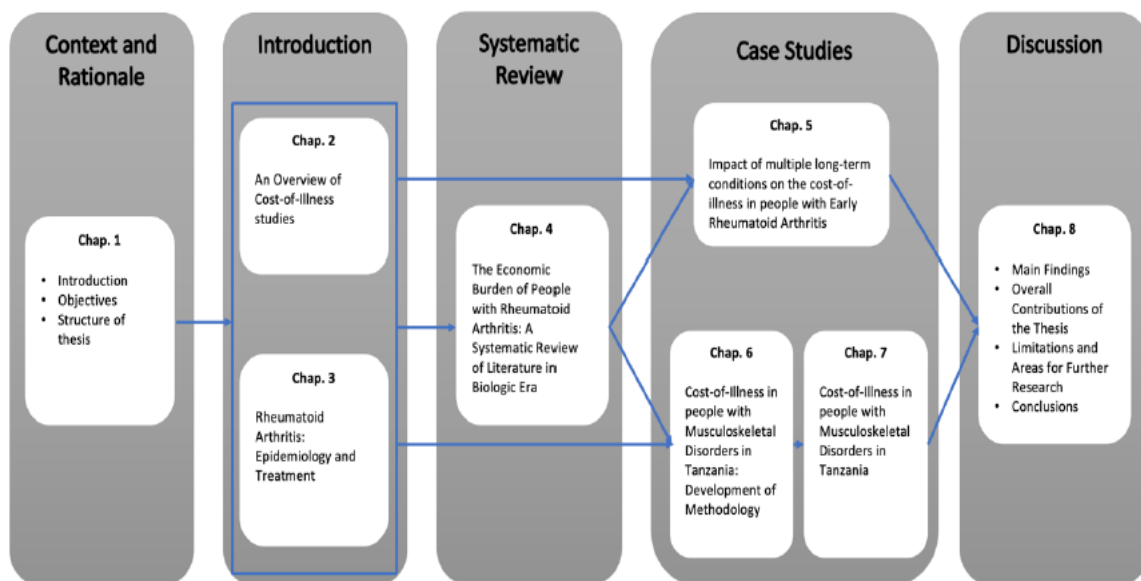 Context and
Rationale
Chap. 1
• Introduction
• Objectives
• Structure of
thesis
Introduction
Chap. 2
An Overview of
Cost-of-Illness
studies
Chap. 3
Rheumatoid
Arthritis:
Epidemiology and
Treatment
Systematic
Review
Chap. 4
The Economic
Burden of People
with Rheumatoid
Arthritis: A
Systematic Review
of Literature in
Biologic Era
Case Studies
Chap. 5
Impact of multiple long-term
conditions on the cost-of-
illness in people with Early
Rheumatoid Arthritis
Chap. 6
Cost-of-Illness in
people with
Musculoskeletal
Disorders in
Tanzania:
Development of
Methodology
Chap. 7
Cost-of-Illness in
people with
Musculoskeletal
Disorders in
Tanzania
Discussion
Chap. 8
• Main Findings
• Overall
Contributions of
the Thesis
• Limitations and
Areas for Further
Research
• Conclusions